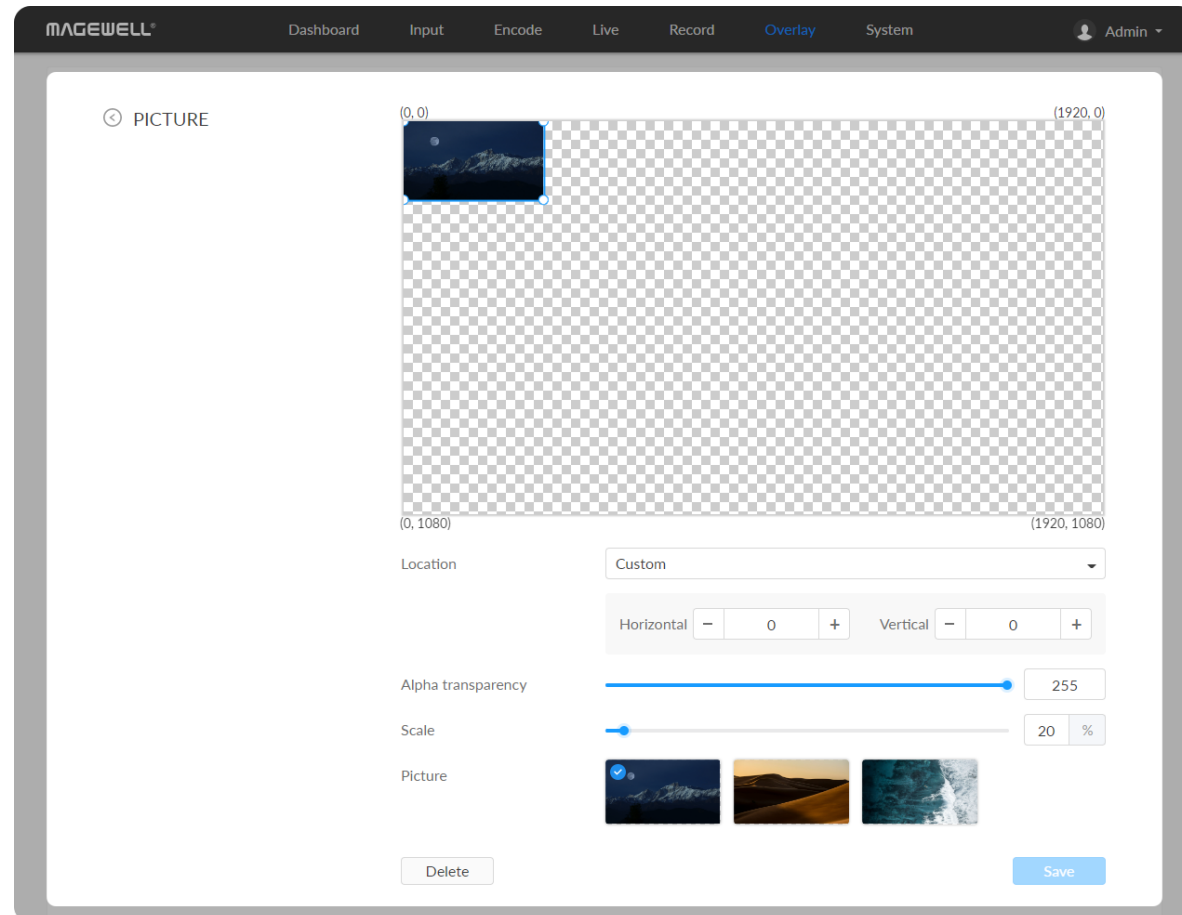 MAGEWELL® Dashboard Input Encode Live Record Overlay System Admin
PICTURE
(0, 0) (1920, 0)
(0, 1080) (1920, 1080)
Location Custom
Horizontal − 0 + Vertical − 0 +
Alpha transparency 255
Scale 20 %
Picture
Delete Save